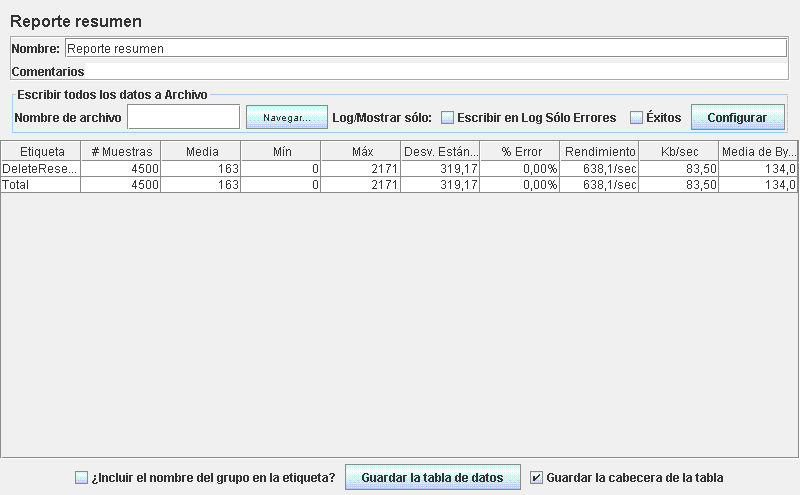 Reporte resumen
Nombre: Reporte resumen
Comentarios
Escribir todos los datos a Archivo
Nombre de archivo Navegar... Log/Mostrar sólo: Escribir en Log Sólo Errores Éxitos Configurar
Etiqueta # Muestras Media Mín Máx Desv. Están... % Error Rendimiento Kb/sec Media de By...
DeleteRese... 4500 163 0 2171 319,17 0,00% 638,1/sec 83,50 134,0
Total 4500 163 0 2171 319,17 0,00% 638,1/sec 83,50 134,0
¿Incluir el nombre del grupo en la etiqueta? Guardar la tabla de datos Guardar la cabecera de la tabla